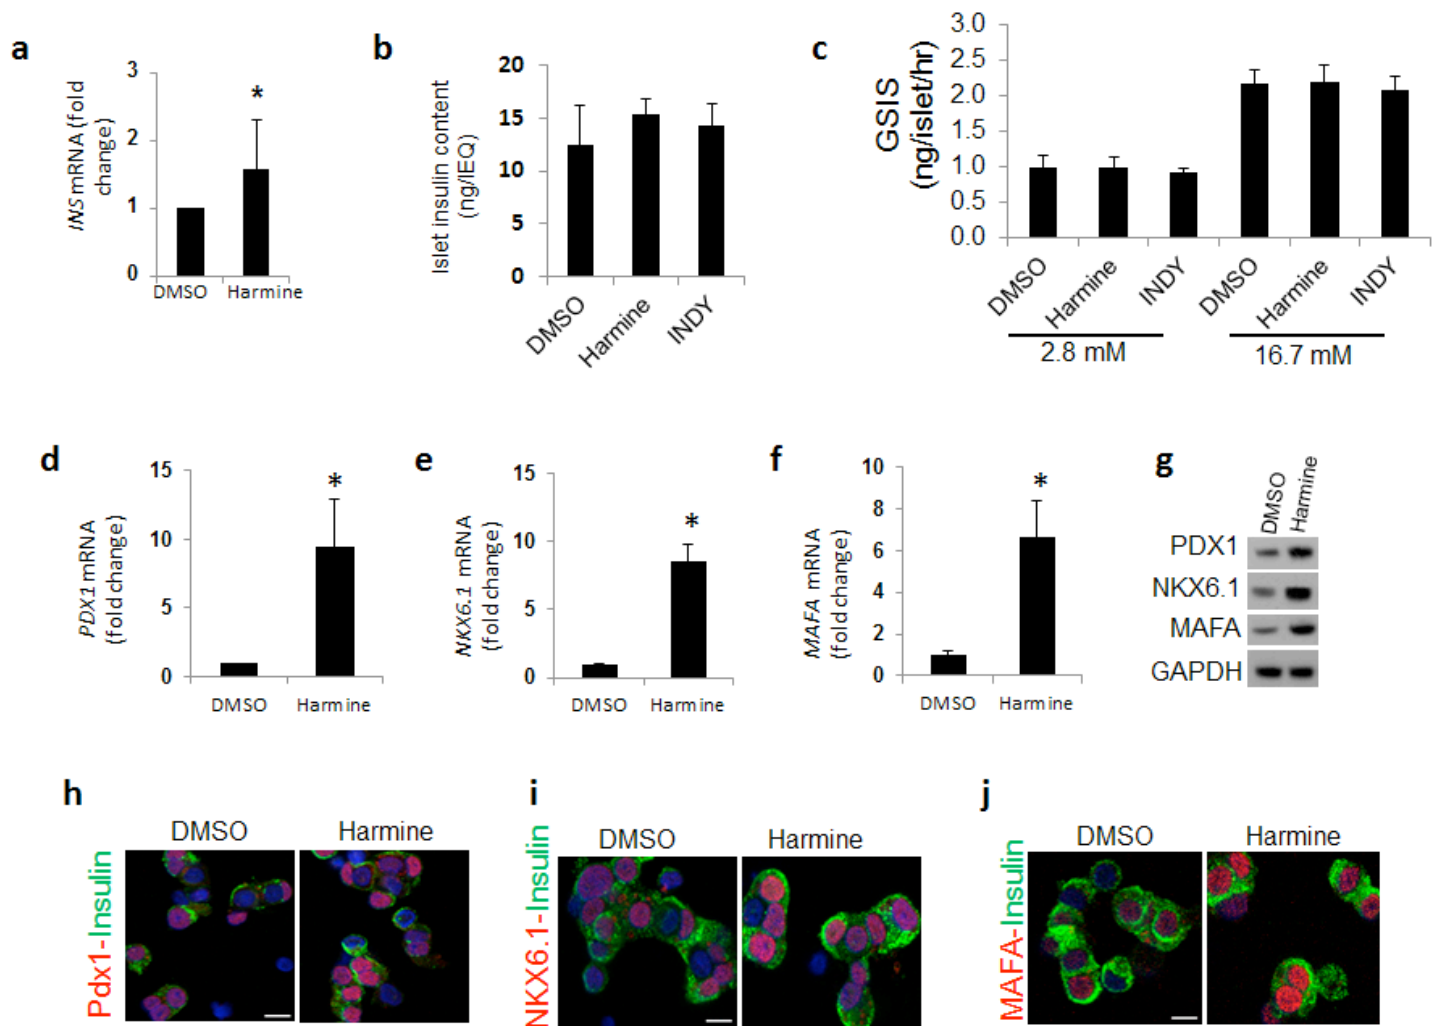 a
INS mRNA (fold
change)
3
2
1
0
*
DMSO
Harmine
b
Islet insulin content
(ng/IEQ)
20
15
10
5
0
DMSO
Harmine
INDY
c
GSIS
(ng/islet/hr)
3.0
2.5
2.0
1.5
1.0
0.5
0.0
DMSO
Harmine
INDY
DMSO
Harmine
INDY
2.8 mM
16.7 mM
d
PDX1 mRNA
(fold change)
15
10
5
0
*
DMSO
Harmine
e
NKX6.1 mRNA
(fold change)
15
10
5
0
*
DMSO
Harmine
f
MAFA mRNA
(fold change)
10
8
6
4
2
0
*
DMSO
Harmine
g
DMSO
Harmine
PDX1
NKX6.1
MAFA
GAPDH
h
DMSO
Harmine
Pdx1-Insulin
i
DMSO
Harmine
NKX6.1-Insulin
j
DMSO
Harmine
MAFA-Insulin